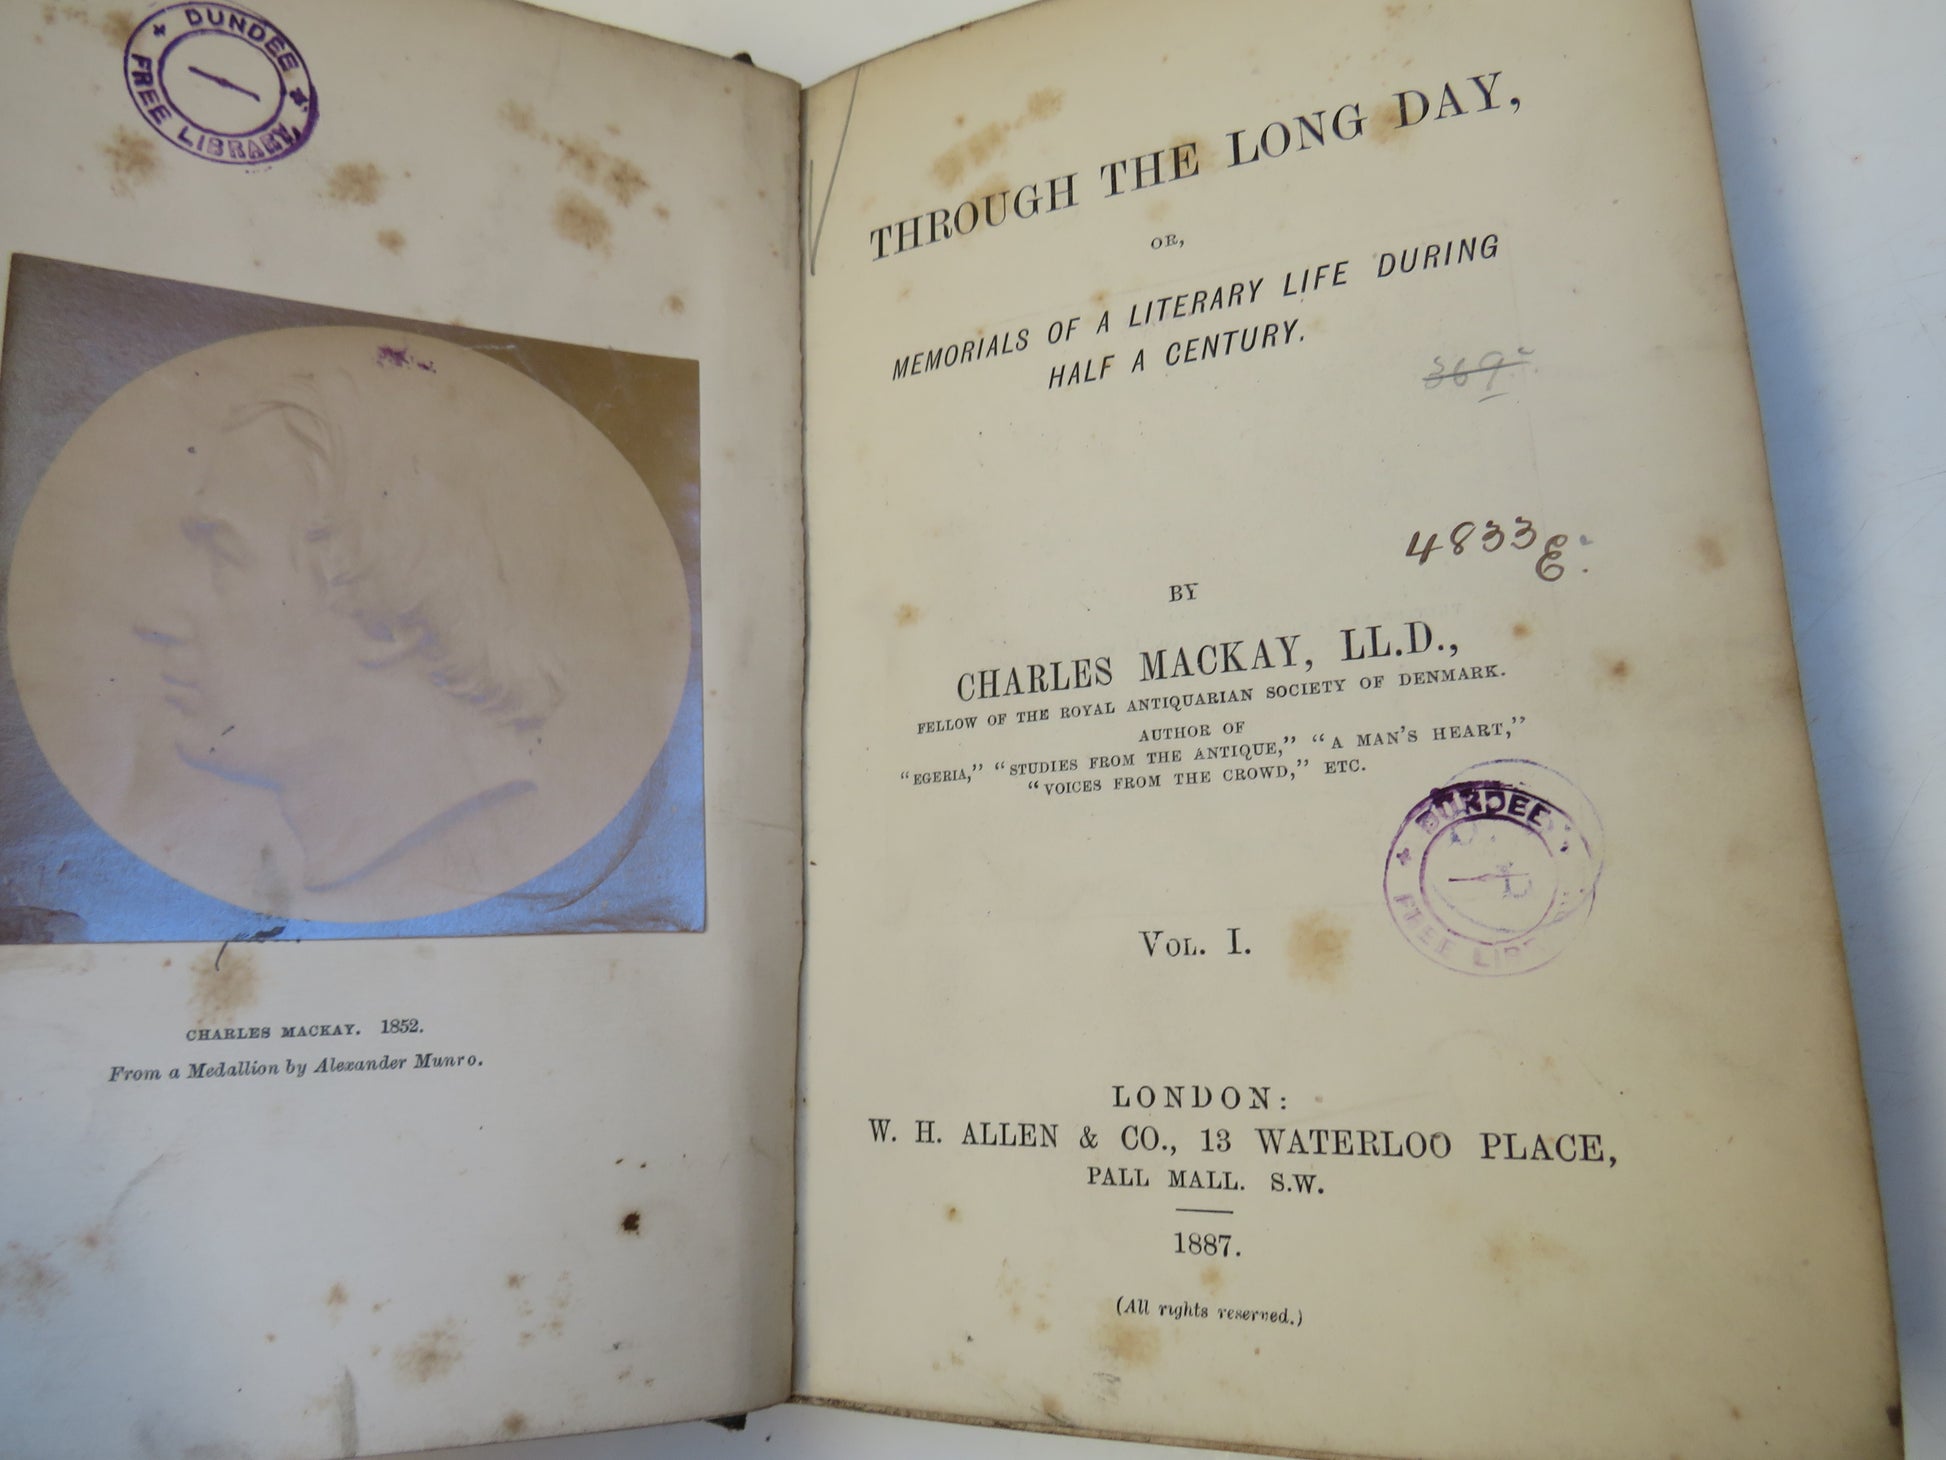 DUNDEE
FREE LIBRARY
CHARLES MACKAY. 1852.
From a Medallion by Alexander Munro.
THROUGH THE LONG DAY,
OR,
MEMORIALS OF A LITERARY LIFE DURING
HALF A CENTURY.
369
4833 E.
BY
CHARLES MACKAY, LL.D.,
FELLOW OF THE ROYAL ANTIQUARIAN SOCIETY OF DENMARK.
AUTHOR OF
"EGERIA," "STUDIES FROM THE ANTIQUE," "A MAN'S HEART,"
"VOICES FROM THE CROWD," ETC.
DUNDEE
FREE
VOL. I.
LONDON:
W. H. ALLEN & CO., 13 WATERLOO PLACE,
PALL MALL. S.W.
1887.
(All rights reserved.)